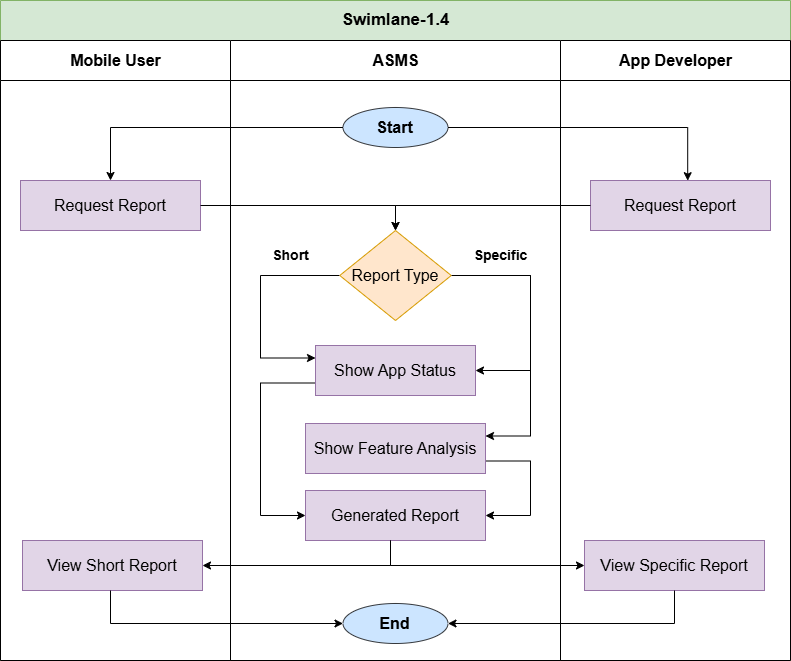 Swimlane-1.4
Mobile User
ASMS
App Developer
Start
Request Report
Request Report
Short
Specific
Report Type
Show App Status
Show Feature Analysis
Generated Report
View Short Report
View Specific Report
End